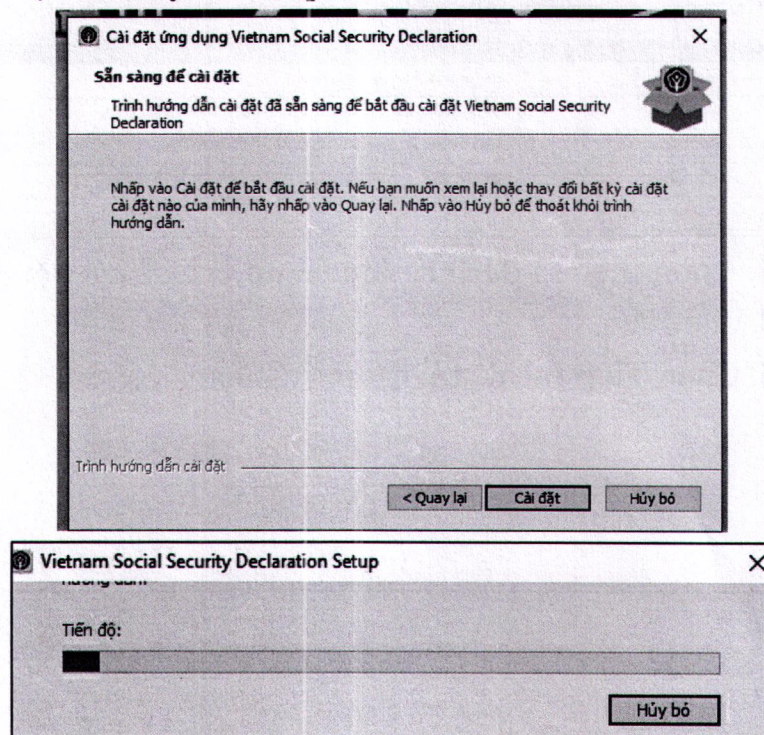 Cài đặt ứng dụng Vietnam Social Security Declaration
Sẵn sàng để cài đặt
Trình hướng dẫn cài đặt đã sẵn sàng để bắt đầu cài đặt Vietnam Social Security
Declaration
Nhấp vào Cài đặt để bắt đầu cài đặt. Nếu bạn muốn xem lại hoặc thay đổi bất kỳ cài đặt
cài đặt nào của mình, hãy nhấp vào Quay lại. Nhấp vào Hủy bỏ để thoát khỏi trình
hướng dẫn.
Trình hướng dẫn cài đặt
< Quay lại Cài đặt Hủy bỏ
Vietnam Social Security Declaration Setup
Tiến độ:
Hủy bỏ